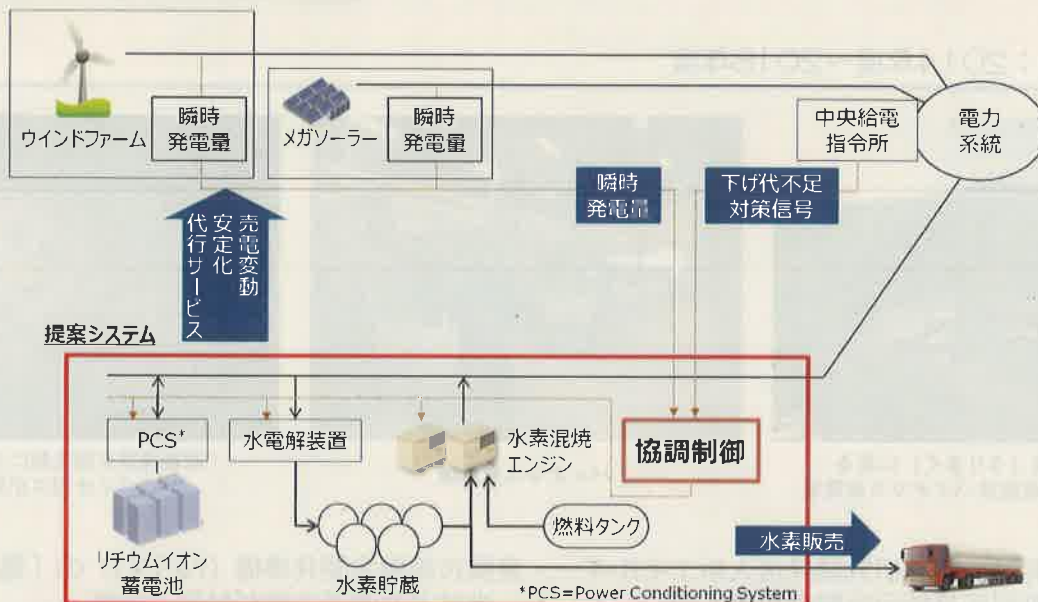 ウインドファーム
瞬時
発電量
メガソーラー
瞬時
発電量
中央給電
指令所
電力
系統
瞬時
発電量
下げ代不足
対策信号
売電変動
安定化
代行サービス
提案システム
PCS*
水電解装置
水素混焼
エンジン
協調制御
リチウムイオン
蓄電池
水素貯蔵
燃料タンク
水素販売
*PCS=Power Conditioning System